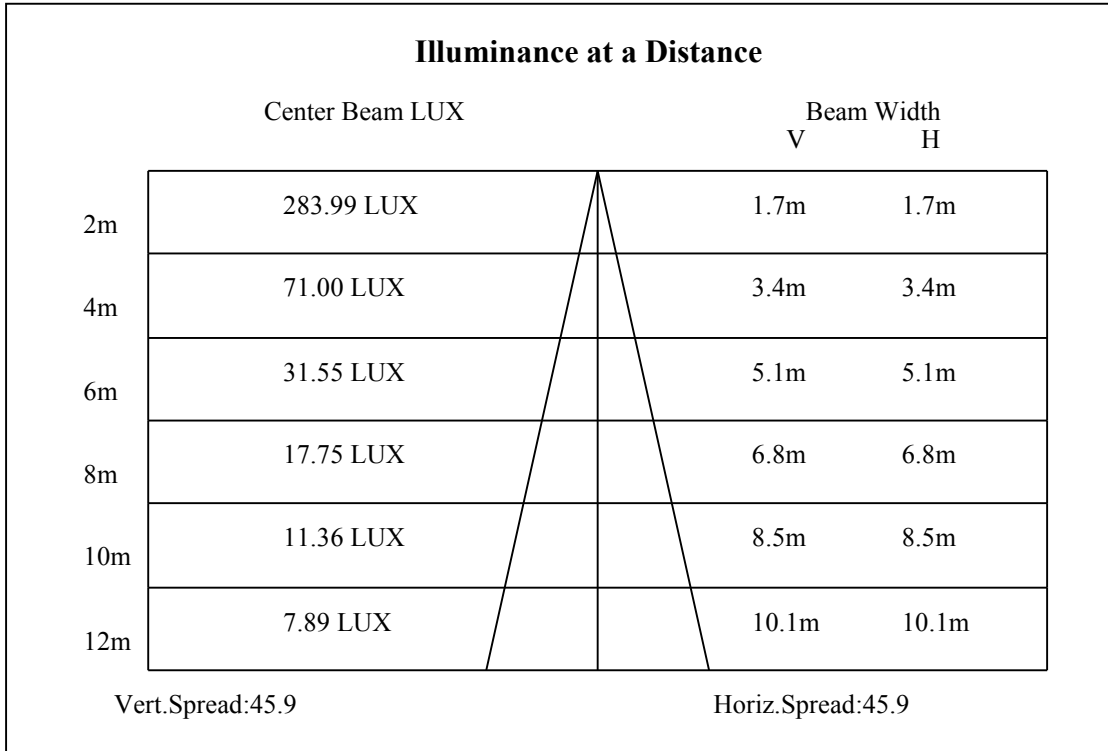 Illuminance at a Distance
Center Beam LUX Beam Width
V H
2m 283.99 LUX 1.7m 1.7m
4m 71.00 LUX 3.4m 3.4m
6m 31.55 LUX 5.1m 5.1m
8m 17.75 LUX 6.8m 6.8m
10m 11.36 LUX 8.5m 8.5m
12m 7.89 LUX 10.1m 10.1m
Vert.Spread:45.9 Horiz.Spread:45.9